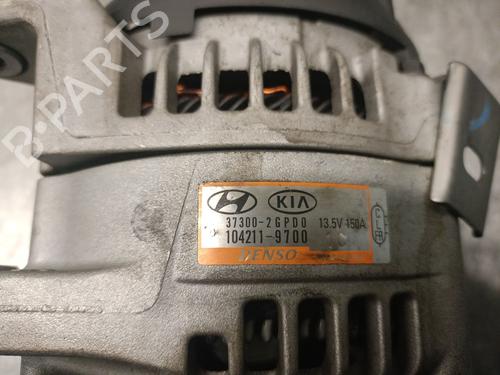 B-PARTS
KIA
37300-2GPD0 13.5V 150A
104211-9700
DENSO